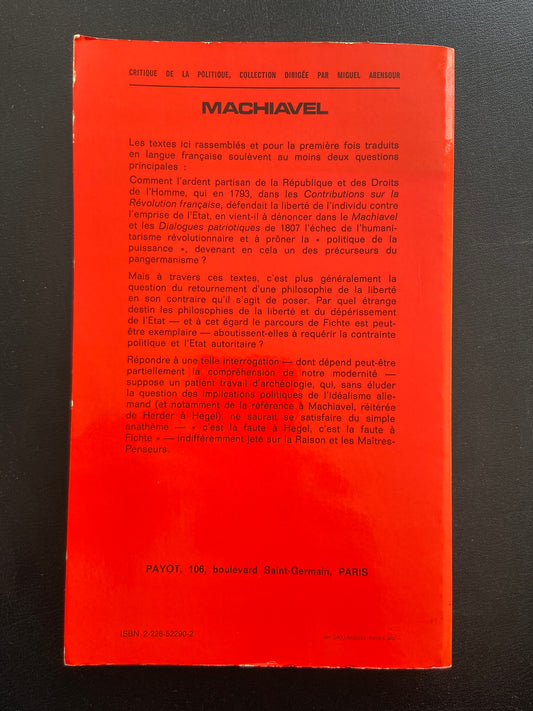 CRITIQUE DE LA POLITIQUE, COLLECTION DIRIGÉE PAR MIGUEL ABENSOUR
MACHIAVEL
Les textes ici rassemblés et pour la première fois traduits
en langue française soulèvent au moins deux questions
principales :
Comment l'ardent partisan de la République et des Droits
de l'Homme, qui en 1793, dans les Contributions sur la
Révolution française, défendait la liberté de l'individu contre
l'emprise de l'Etat, en vient-il à dénoncer dans le Machiavel
et les Dialogues patriotiques de 1807 l'échec de l'humani-
tarisme révolutionnaire et à prôner la « politique de la
puissance », devenant en cela un des précurseurs du
pangermanisme ?
Mais à travers ces textes, c'est plus généralement la
question du retournement d'une philosophie de la liberté
en son contraire qu'il s'agit de poser. Par quel étrange
destin les philosophies de la liberté et du dépérissement
de l'Etat — et à cet égard le parcours de Fichte est peut-
être exemplaire — aboutissent-elles à requérir la contrainte
politique et l'Etat autoritaire ?
Répondre à une telle interrogation — dont dépend peut-être
partiellement la compréhension de notre modernité —
suppose un patient travail d'archéologie, qui, sans éluder
la question des implications politiques de l'Idéalisme alle-
mand (et notamment de la référence à Machiavel, réitérée
de Herder à Hegel), ne saurait se satisfaire du simple
anathème — « c'est la faute à Hegel, c'est la faute à
Fichte » — indifféremment jeté sur la Raison et les Maîtres-
Penseurs.
PAYOT, 106, boulevard Saint-Germain, PARIS
ISBN 2-228-52290-2